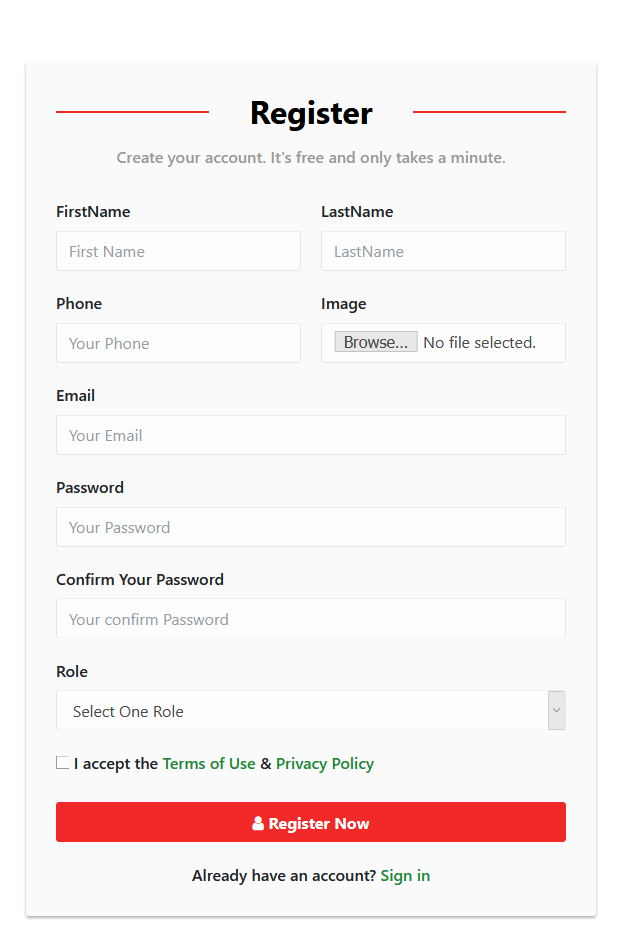 Register
Create your account. It's free and only takes a minute.
FirstName LastName
First Name LastName
Phone Image
Your Phone Browse... No file selected.
Email
Your Email
Password
Your Password
Confirm Your Password
Your confirm Password
Role
Select One Role
I accept the Terms of Use & Privacy Policy
Register Now
Already have an account? Sign in